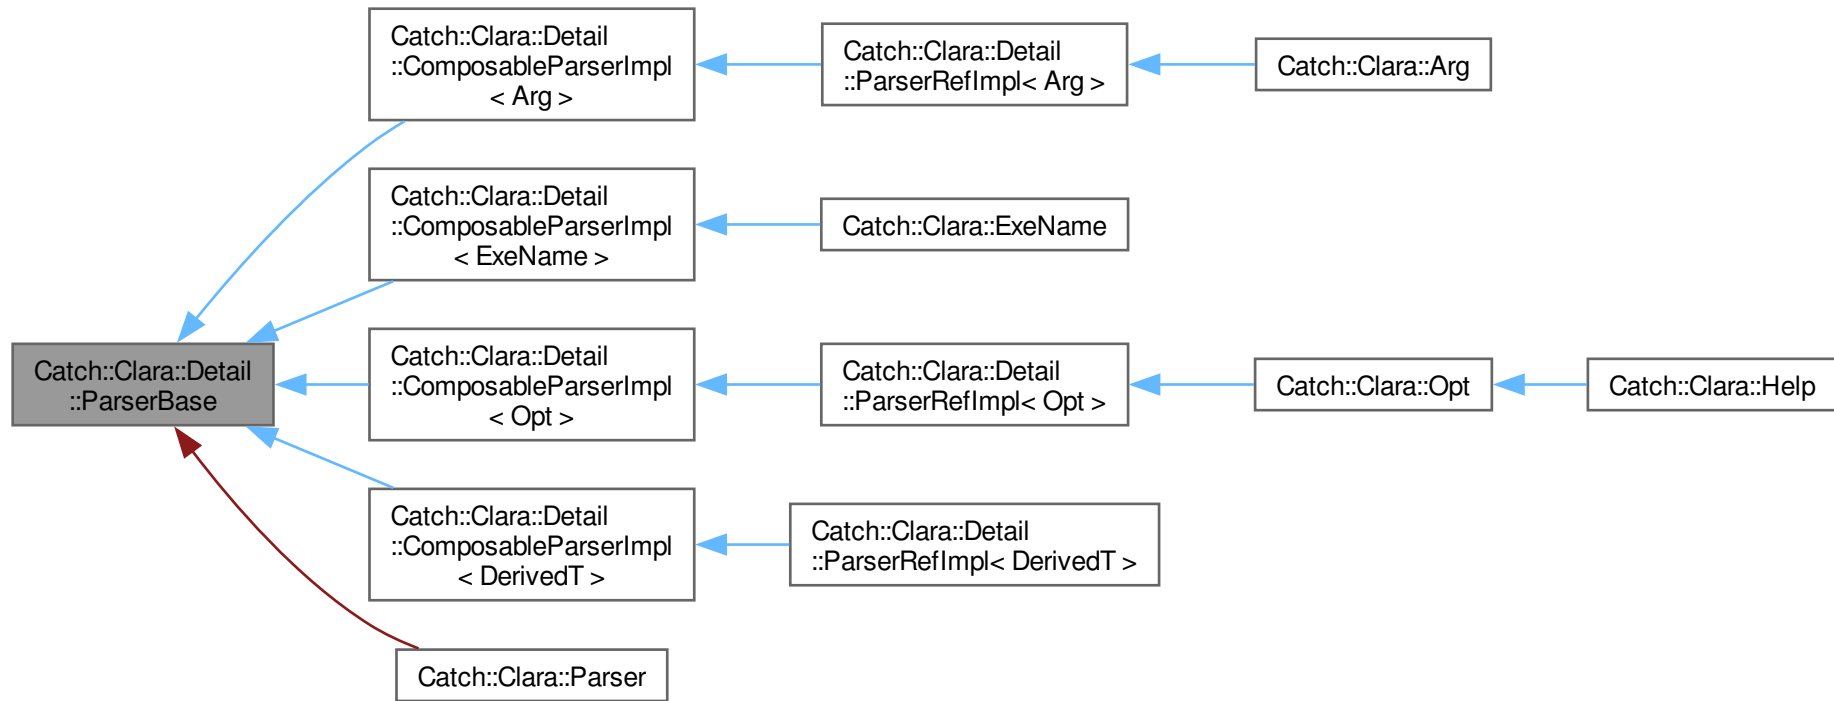 Catch::Clara::Detail
::ComposableParserImpl
< Arg >
Catch::Clara::Detail
::ParserRefImpl< Arg >
Catch::Clara::Arg
Catch::Clara::Detail
::ComposableParserImpl
< ExeName >
Catch::Clara::ExeName
Catch::Clara::Detail
::ParserBase
Catch::Clara::Detail
::ComposableParserImpl
< Opt >
Catch::Clara::Detail
::ParserRefImpl< Opt >
Catch::Clara::Opt
Catch::Clara::Help
Catch::Clara::Detail
::ComposableParserImpl
< DerivedT >
Catch::Clara::Detail
::ParserRefImpl< DerivedT >
Catch::Clara::Parser